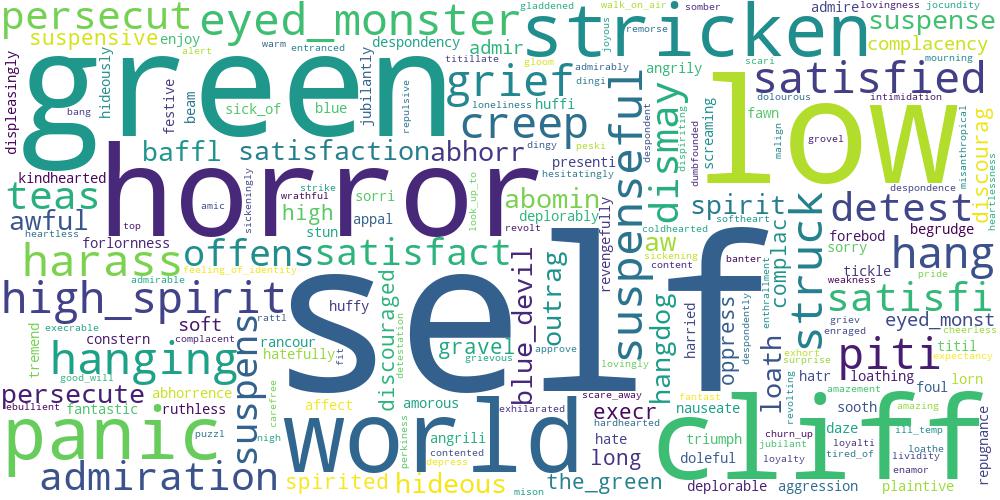 persecut
eyed_monster
gladdened
stricken
walk_on_air
somber
admire
lovingness
jocundity
suspensive
enjoy
despondency
admir
joyous
remorse
suspense
complacency
green
hideously
alert
warm
entranced
titillate
gloom
admirably
scari
mourning
displeasingly
bang
festive
beam
sick_of
blue
jubilantly
repulsive
grief
loneliness
huffi
dingi
angrily
satisfied
dolourous
intimidation
low
fawn
creep
suspenseful
despondent
dismay
dispiriting
dumbfounded
screaming
malign
grovel
misanthropical
discourag
heartlessness
baffl
satisfaction
abhorr
dingy
peski
hesitatingly
presenti
kindhearted
horror
teas
awful
heartless
top
amic
sickeningly
strike
wrathful
high
stun
sorri
appal
look_up_to
abomin
deplorably
revolt
revengefully
spirit
softheart
despondence
detest
begrudge
forlornness
harass
offens
satisfact
coldhearted
aw
sickening
content
banter
struck
forebod
sorry
hang
feeling_of_identity
admirable
self
outrag
hangdog
harried
oppress
enthrallment
complac
tickle
weakness
pride
satisfi
high_spirit
huffy
rattl
discouraged
detestation
gravel
grievous
blue_devil
approve
despondently
griev
enraged
eyed_monst
cheerless
execrable
soft
constern
complacent
suspens
rancour
hatefully
fit
lovingly
loath
exhort
surprise
piti
titil
expectancy
tremend
hanging
good_will
hatr
loathing
revolting
foul
lorn
persecute
ebullient
fantastic
abhorrence
ruthless
carefree
affect
amorous
exhilarated
scare_away
hardhearted
execr
nauseate
fantast
amazement
sooth
amazing
ill_temp
repugnance
panic
puzzl
nigh
world
perkiness
angrili
contented
depress
hate
long
cliff
triumph
doleful
churn_up
jubilant
loyalty
daze
loyalti
tired_of
loathe
lividity
enamor
admiration
spirited
hideous
mison
the_green
deplorable
aggression
plaintive